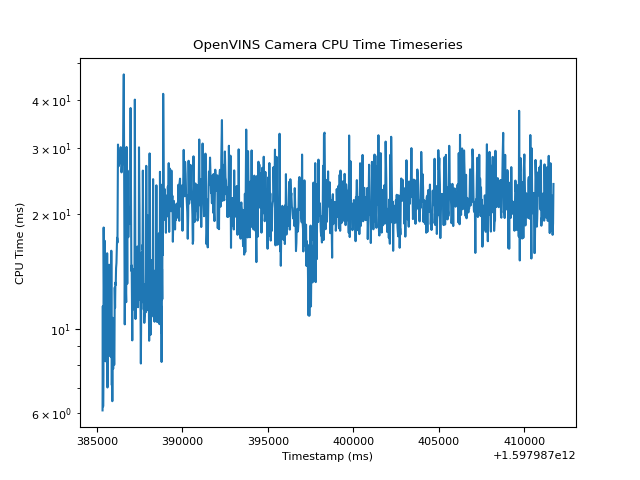 OpenVINS Camera CPU Time Timeseries
CPU Time (ms)
4 × 10¹
3 × 10¹
2 × 10¹
10¹
6 × 10⁰
385000 390000 395000 400000 405000 410000
Timestamp (ms)
+1.597987e12